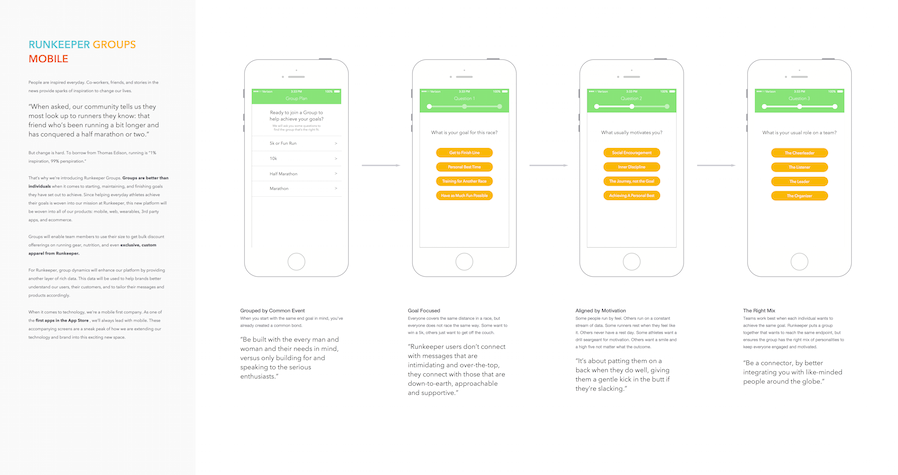 RUNKEEPER GROUPS
MOBILE
People are inspired everyday. Co-workers, friends, and stories in the
news provide sparks of inspiration to change our lives.
"When asked, our community tells us they
most look up to runners they know: that
friend who's been running a bit longer and
has conquered a half marathon or two."
But change is hard. To borrow from Thomas Edison, running is "1%
inspiration, 99% perspiration."
That's why we're introducing Runkeeper Groups. Groups are better than
individuals when it comes to starting, maintaining, and finishing goals
they have set out to achieve. Since helping everyday athletes achieve
their goals is woven into our mission at Runkeeper, this new platform will
be woven into all of our products: mobile, web, wearables, 3rd party
apps, and ecommerce.
Groups will enable team members to use their size to get bulk discount
offerings on running gear, nutrition, and even exclusive, custom
apparel from Runkeeper.
For Runkeeper, group dynamics will enhance our platform by providing
another layer of rich data. This data will be used to help brands better
understand our users, their customers, and to tailor their messages and
products accordingly.
When it comes to technology, we're a mobile first company. As one of
the first apps in the App Store , we'll always lead with mobile. These
accompanying screens are a sneak peak of how we are extending our
technology and brand into this exciting new space.
Group Plan
Ready to join a Group to
help achieve your goals?
We will ask you some questions to
find the group that's the right fit
5k or Fun Run
10k
Half Marathon
Marathon
Grouped by Common Event
When you start with the same end goal in mind, you've
already created a common bond.
"Be built with the every man and
woman and their needs in mind,
versus only building for and
speaking to the serious
enthusiasts."
Question 1
What is your goal for this race?
Get to Finish Line
Personal Best Time
Training for Another Race
Have as Much Fun Possible
Goal Focused
Everyone covers the same distance in a race, but
everyone does not race the same way. Some want to
win a 5k, others just want to get off the couch.
"Runkeeper users don't connect
with messages that are
intimidating and over-the-top,
they connect with those that are
down-to-earth, approachable
and supportive."
Question 2
What usually motivates you?
Social Encouragement
Inner Discipline
The Journey, not the Goal
Achieving A Personal Best
Aligned by Motivation
Some people run by feel. Others run on a constant
stream of data. Some runners rest when they feel like
it. Others never have a rest day. Some athletes want a
drill seargeant for motivation. Others want a smile and
a high five not matter what the outcome.
"It's about patting them on a
back when they do well, giving
them a gentle kick in the butt if
they're slacking."
What is your usual role on a team?
The Cheerleader
The Listener
The Leader
The Organizer
The Right Mix
Teams work best when each individual wants to
achieve the same goal. Runkeeper puts a group
together that wants to reach the same endpoint, but
ensures the group has the right mix of personalities to
keep everyone engaged and motivated.
"Be a connector, by better
integrating you with like-minded
people around the globe."